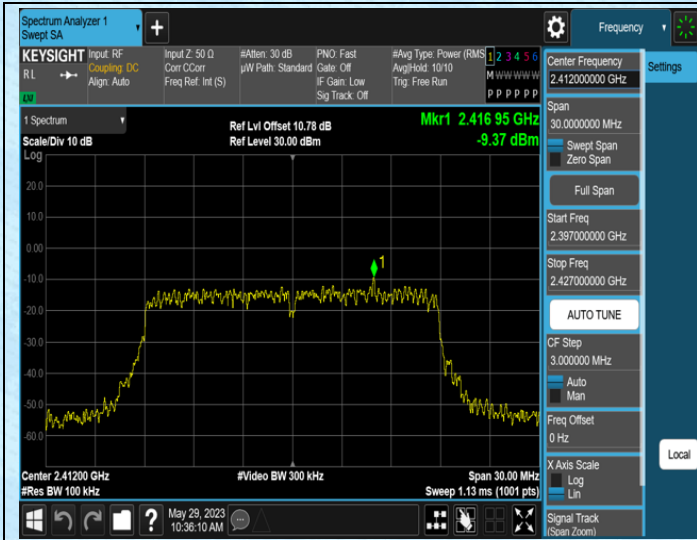 Spectrum Analyzer 1
Swept SA
Frequency
KEYSIGHT
RL
LXI
Input: RF
Coupling: DC
Align: Auto
Input Z: 50 Ω
Corr CCorr
Freq Ref: Int (S)
#Atten: 30 dB
µW Path: Standard
PNO: Fast
Gate: Off
IF Gain: Low
Sig Track: Off
#Avg Type: Power (RMS
Avg|Hold: 10/10
Trig: Free Run
1 2 3 4 5 6
M W W W W W
P P P P P P
1 Spectrum
Scale/Div 10 dB
Log
Ref Lvl Offset 10.78 dB
Ref Level 30.00 dBm
Mkr1 2.416 95 GHz
-9.37 dBm
20.0
10.0
0.00
-10.0
-20.0
-30.0
-40.0
-50.0
-60.0
1
Center 2.41200 GHz
#Res BW 100 kHz
#Video BW 300 kHz
Span 30.00 MHz
Sweep 1.13 ms (1001 pts)
?
May 29, 2023
10:36:10 AM
Center Frequency
2.412000000 GHz
Span
30.0000000 MHz
Swept Span
Zero Span
Full Span
Start Freq
2.397000000 GHz
Stop Freq
2.427000000 GHz
AUTO TUNE
CF Step
3.000000 MHz
Auto
Man
Freq Offset
0 Hz
X Axis Scale
Log
Lin
Signal Track
(Span Zoom)
Settings
Local